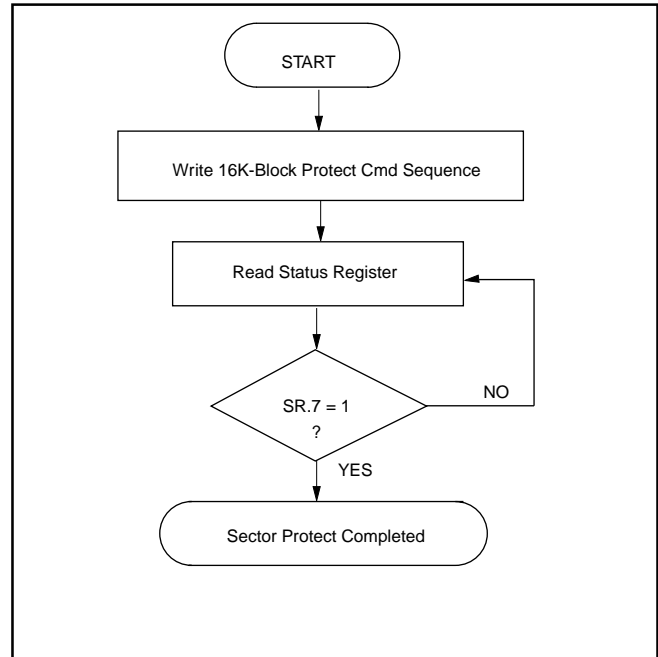 START
Write 16K-Block Protect Cmd Sequence
Read Status Register
SR.7 = 1
?
NO
YES
Sector Protect Completed